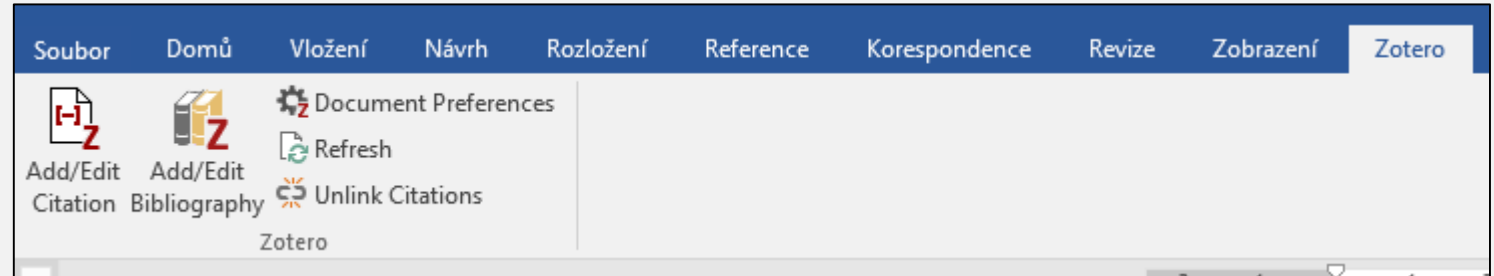 Soubor Domů Vložení Návrh Rozložení Reference Korespondence Revize Zobrazení Zotero
Add/Edit
Citation
Add/Edit
Bibliography
Document Preferences
Refresh
Unlink Citations
Zotero